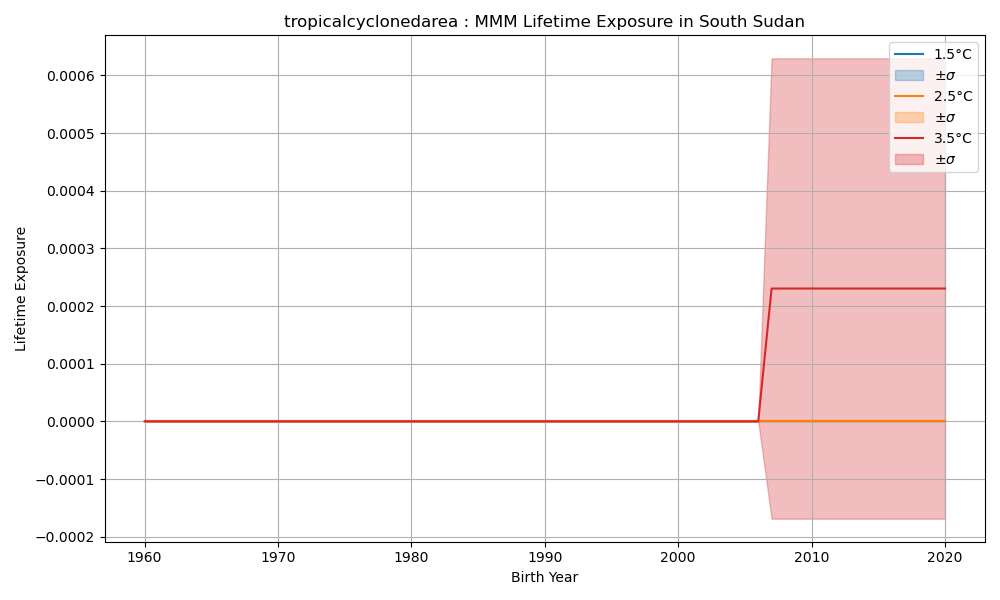 tropicalcyclonedarea : MMM Lifetime Exposure in South Sudan
1.5°C
±σ
2.5°C
±σ
3.5°C
±σ
0.0006
0.0005
0.0004
0.0003
0.0002
0.0001
0.0000
−0.0001
−0.0002
Lifetime Exposure
1960 1970 1980 1990 2000 2010 2020
Birth Year